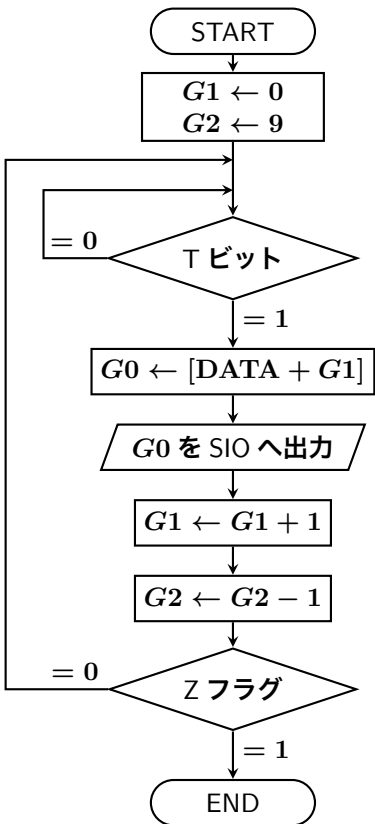 START
G1 ← 0
G2 ← 9
= 0
T ビット
= 1
G0 ← [DATA + G1]
G0 を SIO へ出力
G1 ← G1 + 1
G2 ← G2 − 1
= 0
Z フラグ
= 1
END